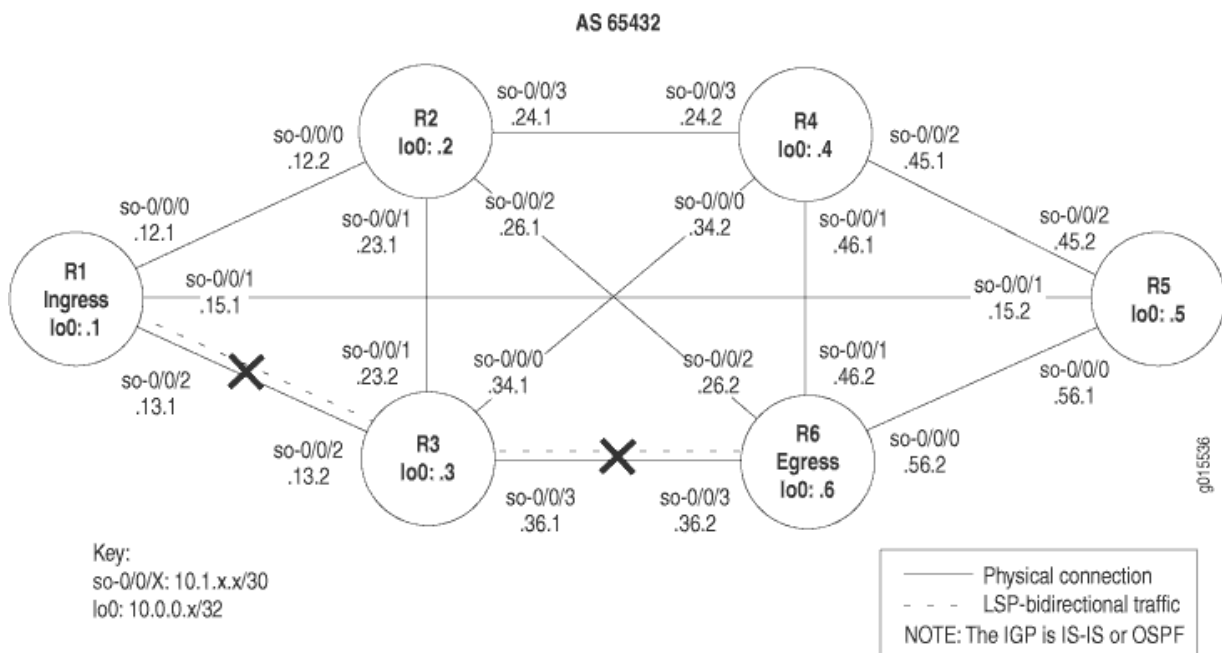 AS 65432
R2
lo0: .2
so-0/0/3
.24.1
so-0/0/3
.24.2
R4
lo0: .4
so-0/0/0
.12.2
so-0/0/2
.45.1
so-0/0/0
.12.1
so-0/0/1
.23.1
so-0/0/2
.26.1
so-0/0/0
.34.2
so-0/0/1
.46.1
so-0/0/2
.45.2
R1
Ingress
lo0: .1
so-0/0/1
.15.1
so-0/0/1
.15.2
R5
lo0: .5
so-0/0/2
.13.1
so-0/0/1
.23.2
so-0/0/0
.34.1
so-0/0/2
.26.2
so-0/0/1
.46.2
so-0/0/0
.56.1
so-0/0/2
.13.2
R3
lo0: .3
R6
Egress
lo0: .6
so-0/0/0
.56.2
so-0/0/3
.36.1
so-0/0/3
.36.2
g015536
Key:
so-0/0/X: 10.1.x.x/30
lo0: 10.0.0.x/32
Physical connection
LSP-bidirectional traffic
NOTE: The IGP is IS-IS or OSPF